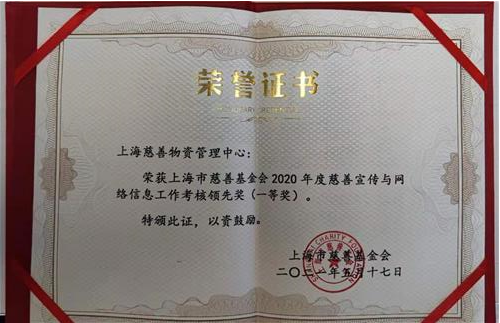 荣誉证书
上海慈善物资管理中心：
荣获上海市慈善基金会2020年度慈善宣传与网
络信息工作考核领先奖（一等奖）。
特颁此证，以资鼓励。
上海市慈善基金会
二〇二一年五月十七日